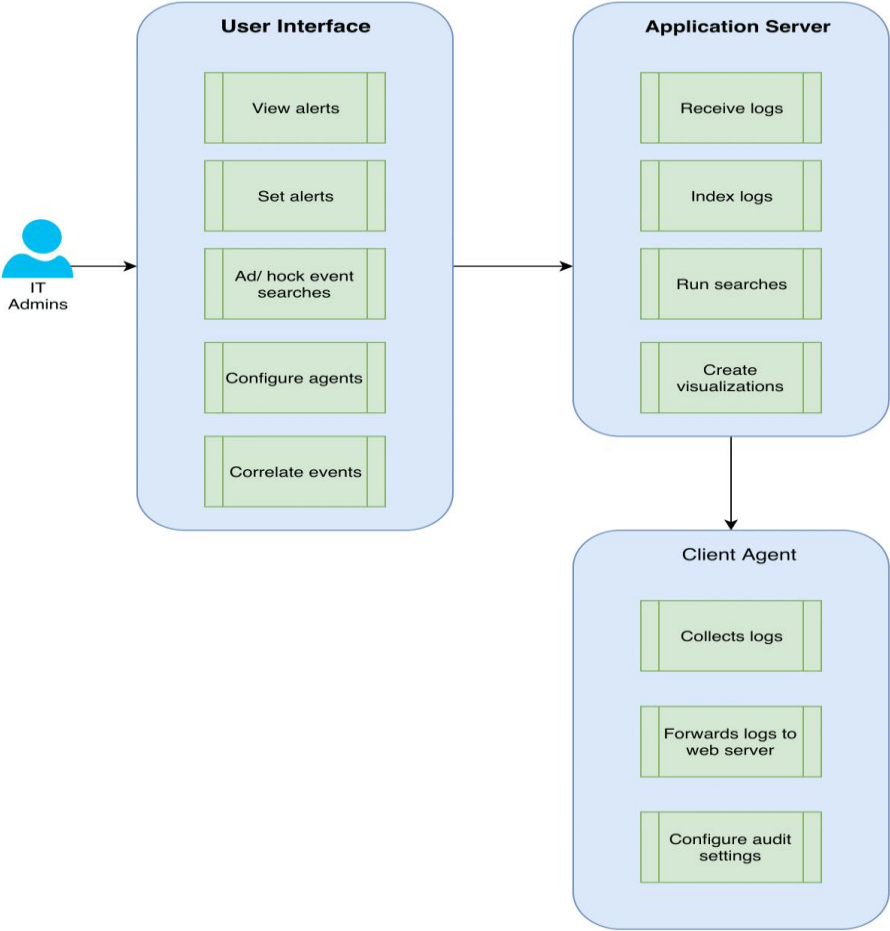 User Interface
View alerts
Set alerts
Ad/ hock event
searches
Configure agents
Correlate events
IT
Admins
Application Server
Receive logs
Index logs
Run searches
Create
visualizations
Client Agent
Collects logs
Forwards logs to
web server
Configure audit
settings